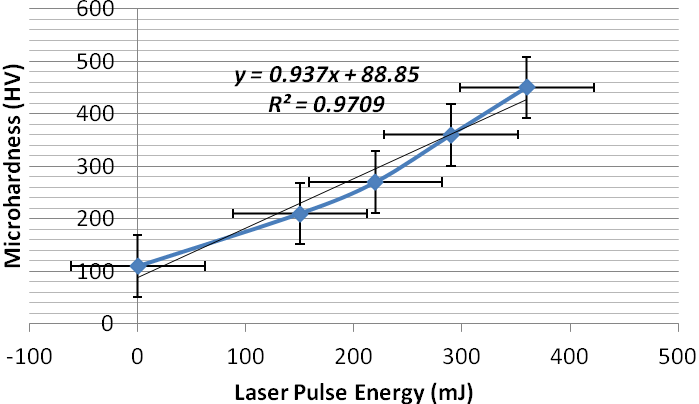 600
500
400
300
200
100
0
Microhardness (HV)
y = 0.937x + 88.85
R² = 0.9709
-100 0 100 200 300 400 500
Laser Pulse Energy (mJ)